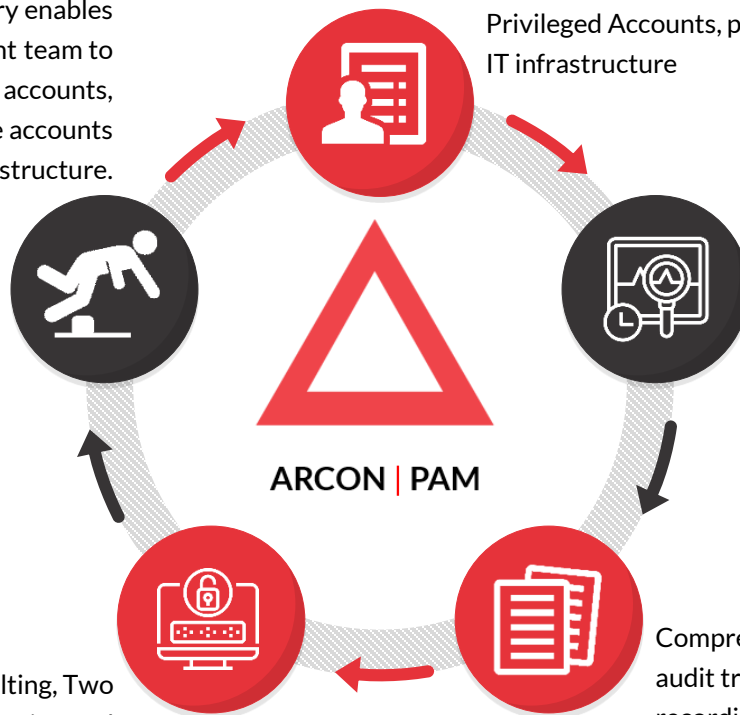 ry enables
nt team to
accounts,
e accounts
structure.
Privileged Accounts, p
IT infrastructure
ARCON | PAM
lting, Two
Compre
audit tr